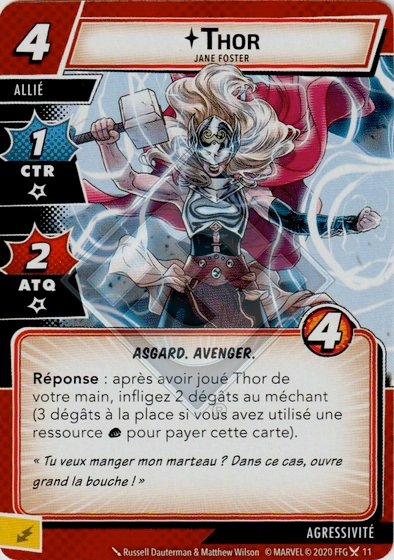 4
Thor
JANE FOSTER
ALLIÉ
1
CTR
2
ATQ
4
ASGARD. AVENGER.
Réponse : après avoir joué Thor de
votre main, infligez 2 dégâts au méchant
(3 dégâts à la place si vous avez utilisé une
ressource pour payer cette carte).
« Tu veux manger mon marteau ? Dans ce cas, ouvre
grand la bouche ! »
AGRESSIVITÉ
Russell Dauterman & Matthew Wilson © MARVEL © 2020 FFG 11